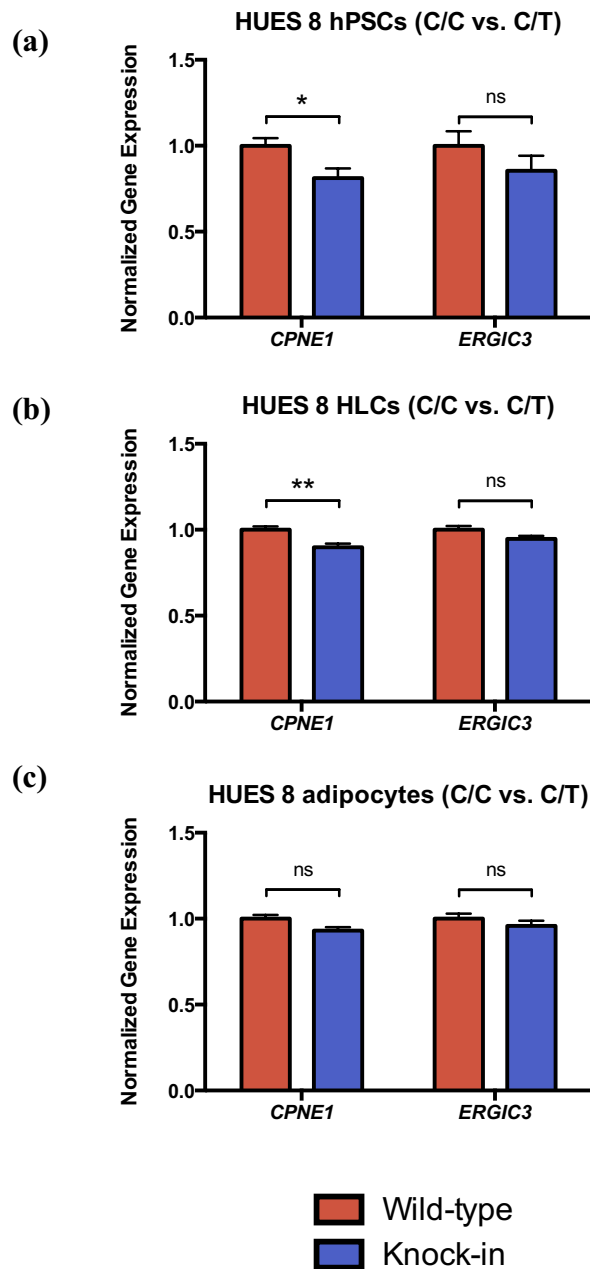 (a)
HUES 8 hPSCs (C/C vs. C/T)
Normalized Gene Expression
1.5
1.0
0.5
0.0
*
ns
CPNE1
ERGIC3
(b)
HUES 8 HLCs (C/C vs. C/T)
Normalized Gene Expression
1.5
1.0
0.5
0.0
**
ns
CPNE1
ERGIC3
(c)
HUES 8 adipocytes (C/C vs. C/T)
Normalized Gene Expression
1.5
1.0
0.5
0.0
ns
ns
CPNE1
ERGIC3
Wild-type
Knock-in